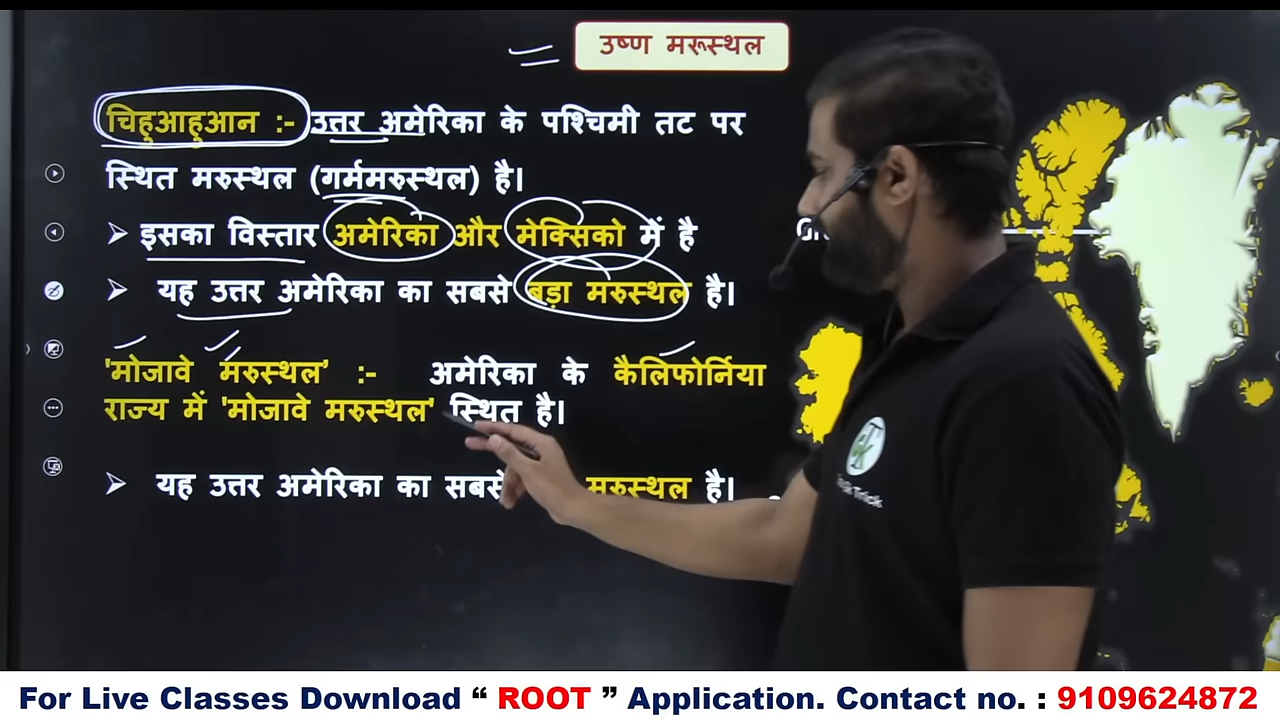 उष्ण मरूस्थल
चिहुआहुआन :- उत्तर अमेरिका के पश्चिमी तट पर
स्थित मरुस्थल (गर्ममरुस्थल) है।
➢ इसका विस्तार अमेरिका और मेक्सिको में है
➢ यह उत्तर अमेरिका का सबसे बड़ा मरुस्थल है।
'मोजावे मरुस्थल' :- अमेरिका के कैलिफोर्निया
राज्य में 'मोजावे मरुस्थल' स्थित है।
➢ यह उत्तर अमेरिका का सबसे मरुस्थल है।
Trick
For Live Classes Download “ ROOT ” Application. Contact no. : 9109624872